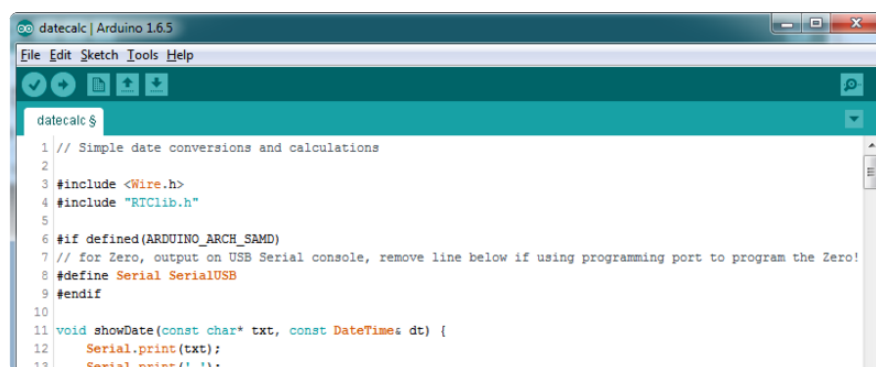 datecalc | Arduino 1.6.5
File Edit Sketch Tools Help
datecalc §
1 // Simple date conversions and calculations
2
3 #include <Wire.h>
4 #include "RTClib.h"
5
6 #if defined(ARDUINO_ARCH_SAMD)
7 // for Zero, output on USB Serial console, remove line below if using programming port to program the Zero!
8 #define Serial SerialUSB
9 #endif
10
11 void showDate(const char* txt, const DateTime& dt) {
12     Serial.print(txt);
13     Serial.print(' ');